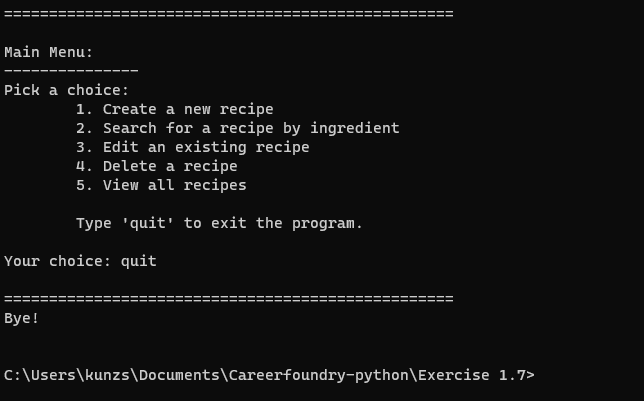 ==================================================
Main Menu:
---------------
Pick a choice:
1. Create a new recipe
2. Search for a recipe by ingredient
3. Edit an existing recipe
4. Delete a recipe
5. View all recipes
Type 'quit' to exit the program.
Your choice: quit
==================================================
Bye!
C:\Users\kunzs\Documents\Careerfoundry-python\Exercise 1.7>